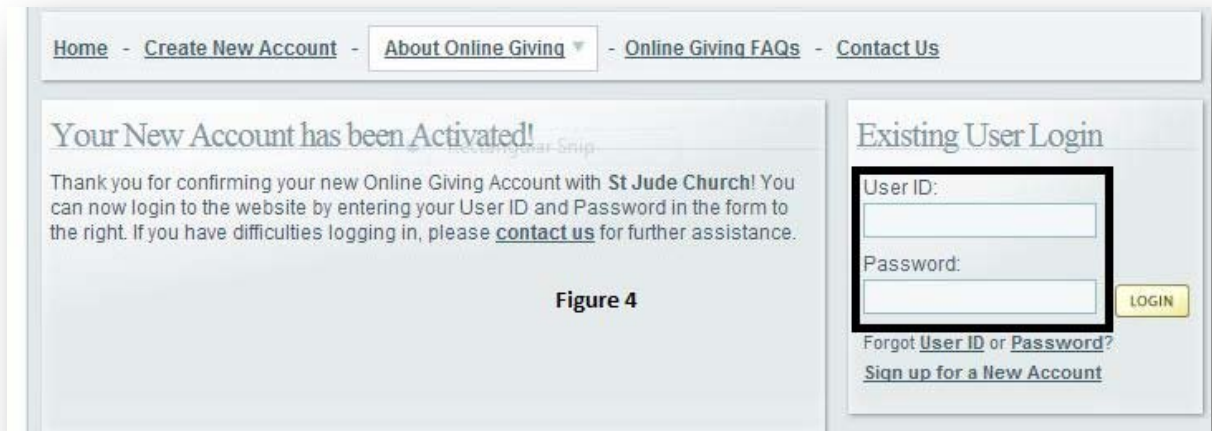 Home - Create New Account - About Online Giving - Online Giving FAQs - Contact Us
Your New Account has been Activated!
Rectangular Snip
Thank you for confirming your new Online Giving Account with St Jude Church! You
can now login to the website by entering your User ID and Password in the form to
the right. If you have difficulties logging in, please contact us for further assistance.
Figure 4
Existing User Login
User ID:
Password:
LOGIN
Forgot User ID or Password?
Sign up for a New Account